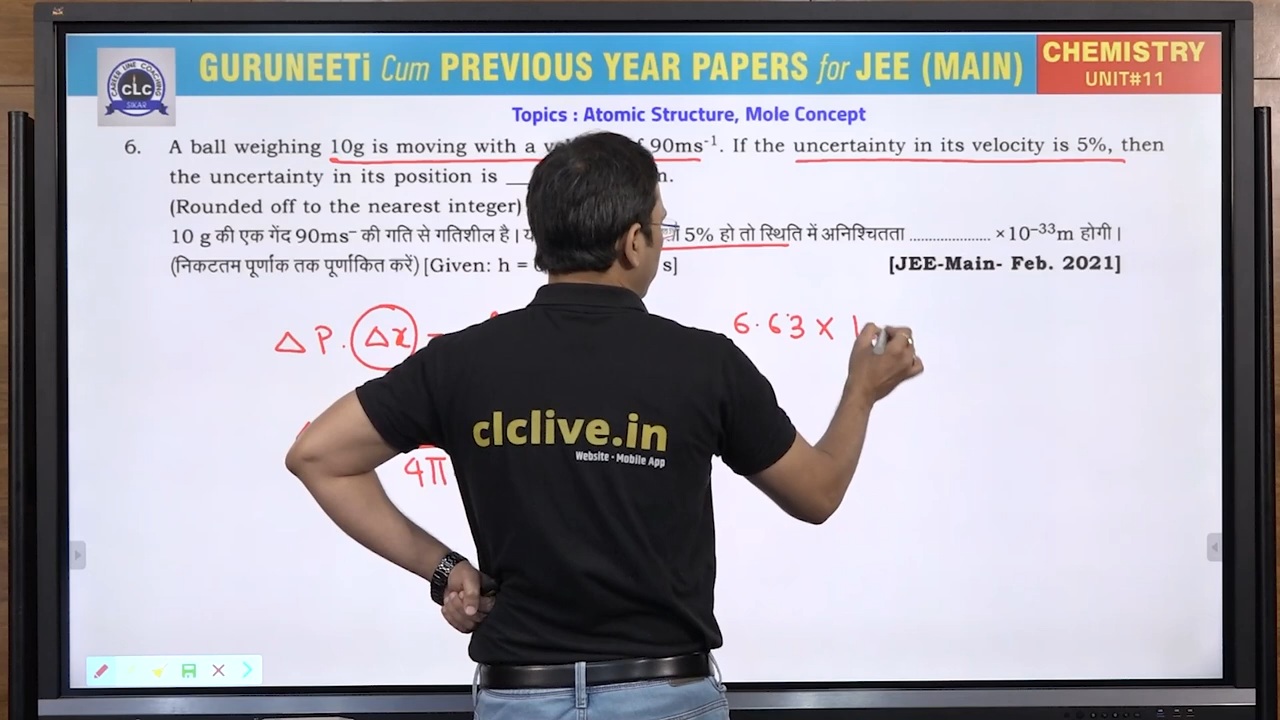 GURUNEETi Cum PREVIOUS YEAR PAPERS for JEE (MAIN)
CHEMISTRY
UNIT#11
CAREER LINE COACHING
CLC
SIKAR
Topics : Atomic Structure, Mole Concept
6. A ball weighing 10g is moving with a 90ms⁻¹. If the uncertainty in its velocity is 5%, then
the uncertainty in its position is
(Rounded off to the nearest integer)
10 g की एक गेंद 90ms⁻ की गति से गतिशील है। 5% हो तो स्थिति में अनिश्चितता .................... ×10⁻³³m होगी।
(निकटतम पूर्णांक तक पूर्णांकित करें) [Given: h = s]
[JEE-Main- Feb. 2021]
Δ P. Δx 6.63 ×
4π
clclive.in
Website - Mobile App